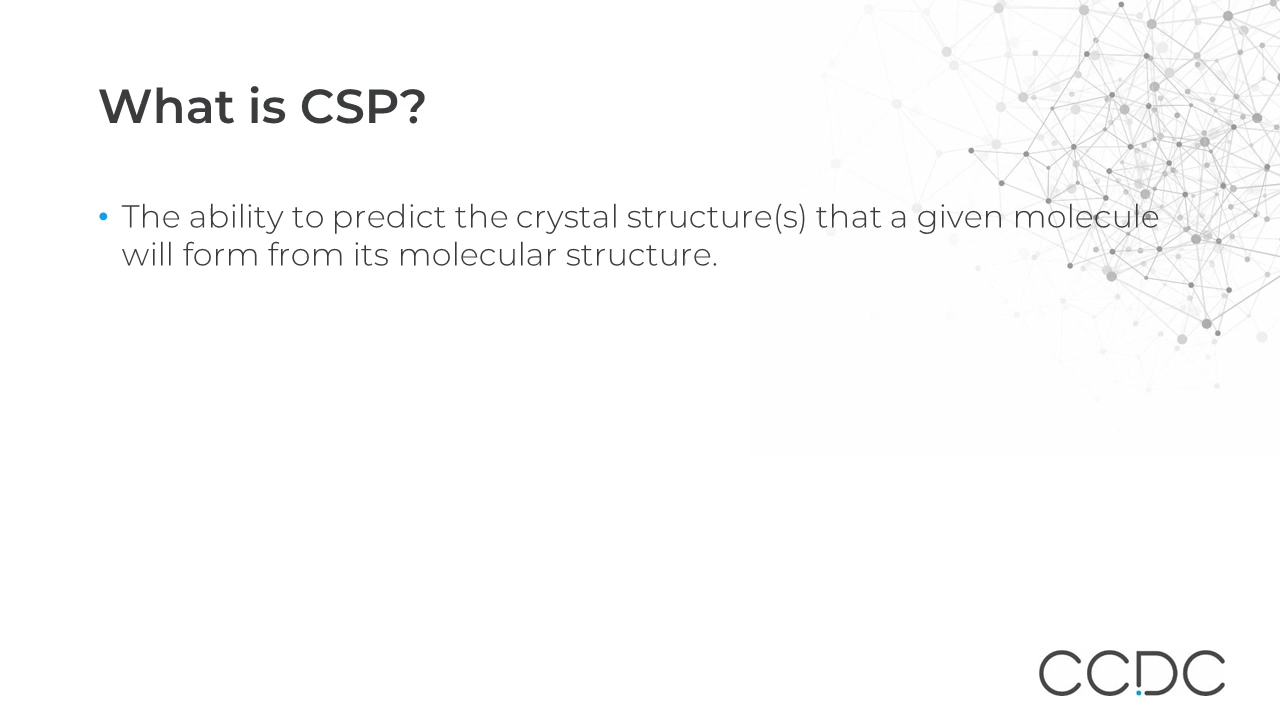 What is CSP?
• The ability to predict the crystal structure(s) that a given molecule
will form from its molecular structure.
CCDC